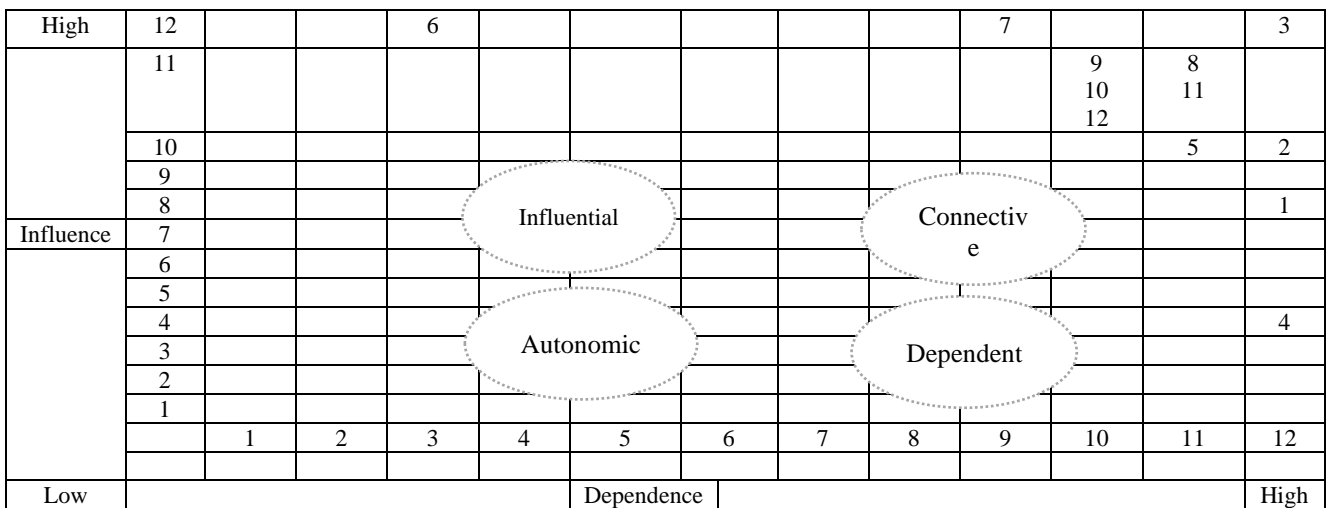 High 12 6 7 3
11 9 8
10 11
12
10 5 2
9
8 1
Influential
Connectiv
e
Influence 7
6
5
4 4
Autonomic
Dependent
3
2
1
1 2 3 4 5 6 7 8 9 10 11 12
Low Dependence High